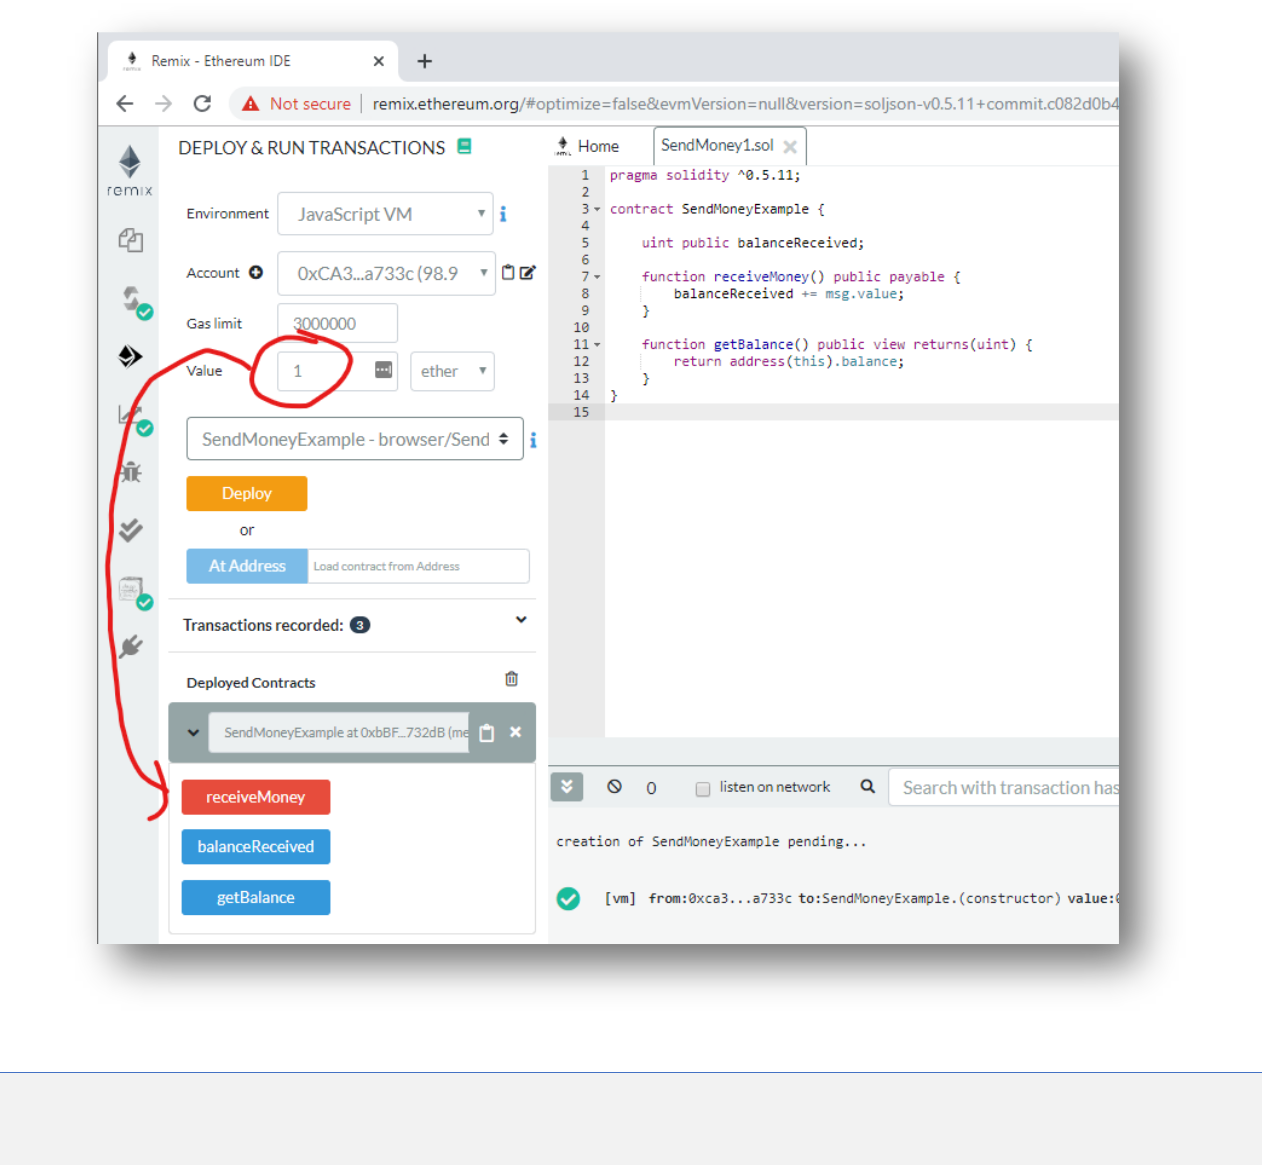 Remix - Ethereum IDE
Not secure | remix.ethereum.org/#optimize=false&evmVersion=null&version=soljson-v0.5.11+commit.c082d0b4
remix
DEPLOY & RUN TRANSACTIONS
Environment JavaScript VM
Account 0xCA3...a733c (98.9
Gas limit 3000000
Value 1 ether
SendMoneyExample - browser/Send
Deploy
or
At Address Load contract from Address
Transactions recorded: 3
Deployed Contracts
SendMoneyExample at 0xbBF...732dB (me
receiveMoney
balanceReceived
getBalance
Home SendMoney1.sol
1 pragma solidity ^0.5.11;
2
3 contract SendMoneyExample {
4
5 uint public balanceReceived;
6
7 function receiveMoney() public payable {
8 balanceReceived += msg.value;
9 }
10
11 function getBalance() public view returns(uint) {
12 return address(this).balance;
13 }
14 }
15
0 listen on network Search with transaction has
creation of SendMoneyExample pending...
[vm] from:0xca3...a733c to:SendMoneyExample.(constructor) value: